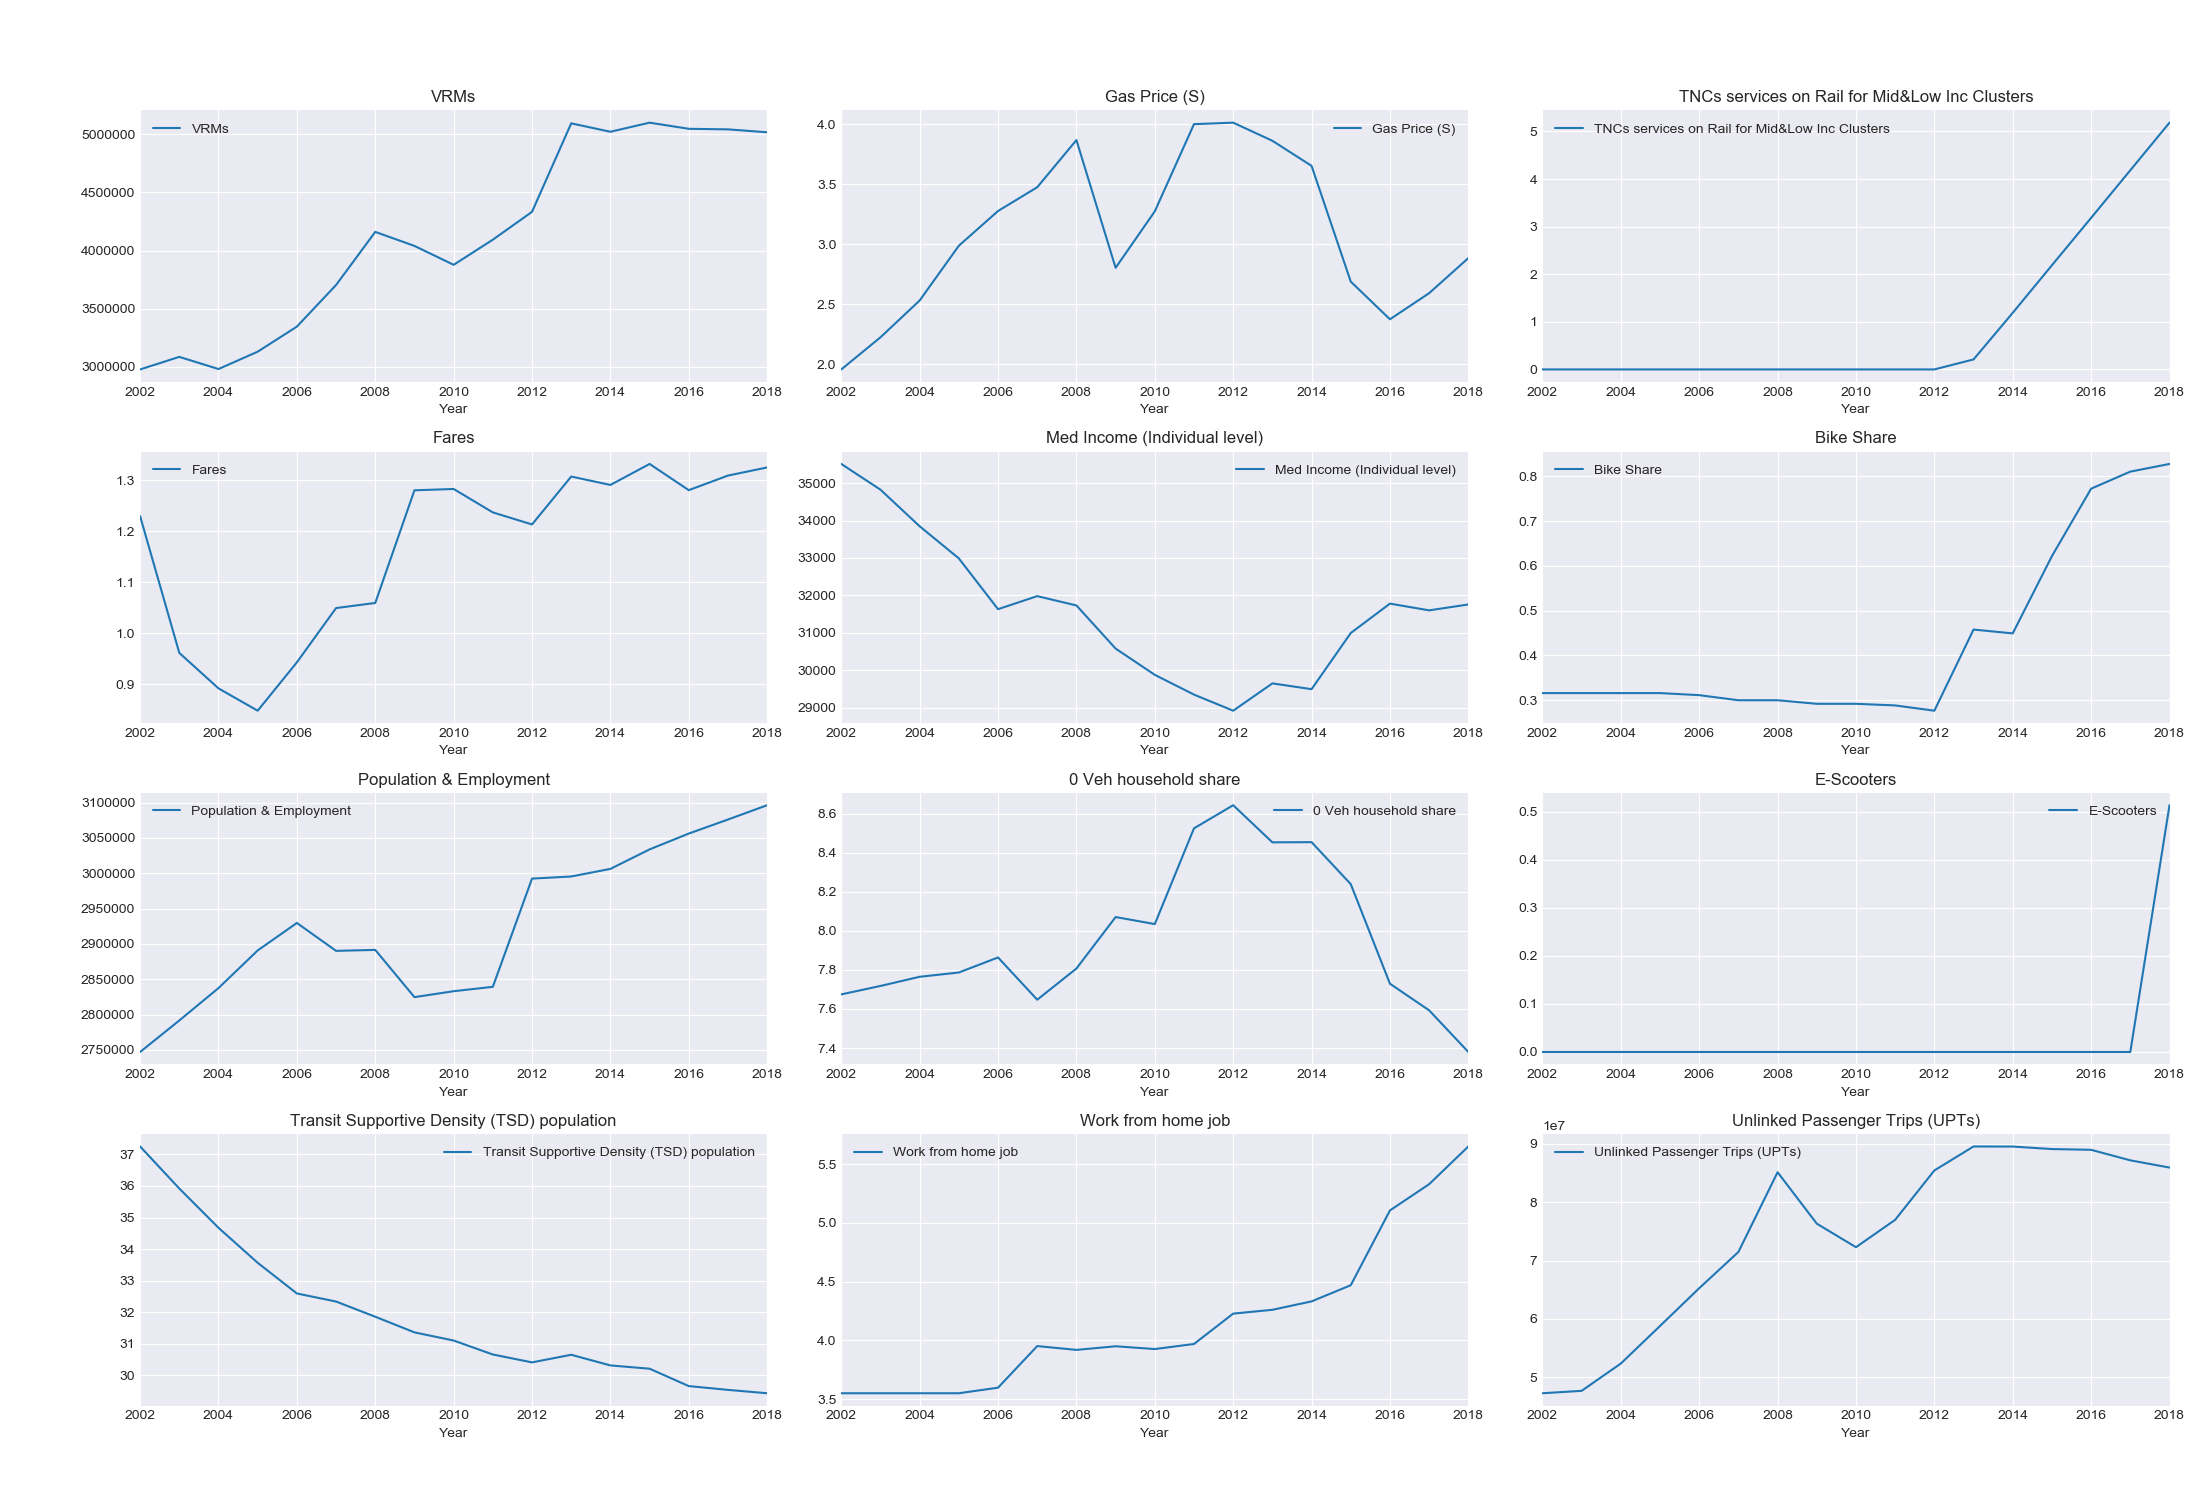 VRMs
VRMs
5000000
4500000
4000000
3500000
3000000
2002 2004 2006 2008 2010 2012 2014 2016 2018
Year
Gas Price (S)
Gas Price (S)
4.0
3.5
3.0
2.5
2.0
2002 2004 2006 2008 2010 2012 2014 2016 2018
Year
TNCs services on Rail for Mid&Low Inc Clusters
TNCs services on Rail for Mid&Low Inc Clusters
5
4
3
2
1
0
2002 2004 2006 2008 2010 2012 2014 2016 2018
Year
Fares
Fares
1.3
1.2
1.1
1.0
0.9
2002 2004 2006 2008 2010 2012 2014 2016 2018
Year
Med Income (Individual level)
Med Income (Individual level)
35000
34000
33000
32000
31000
30000
29000
2002 2004 2006 2008 2010 2012 2014 2016 2018
Year
Bike Share
Bike Share
0.8
0.7
0.6
0.5
0.4
0.3
2002 2004 2006 2008 2010 2012 2014 2016 2018
Year
Population & Employment
3100000
Population & Employment
3050000
3000000
2950000
2900000
2850000
2800000
2750000
2002 2004 2006 2008 2010 2012 2014 2016 2018
Year
0 Veh household share
0 Veh household share
8.6
8.4
8.2
8.0
7.8
7.6
7.4
2002 2004 2006 2008 2010 2012 2014 2016 2018
Year
E-Scooters
E-Scooters
0.5
0.4
0.3
0.2
0.1
0.0
2002 2004 2006 2008 2010 2012 2014 2016 2018
Year
Transit Supportive Density (TSD) population
Transit Supportive Density (TSD) population
37
36
35
34
33
32
31
30
2002 2004 2006 2008 2010 2012 2014 2016 2018
Year
Work from home job
Work from home job
5.5
5.0
4.5
4.0
3.5
2002 2004 2006 2008 2010 2012 2014 2016 2018
Year
Unlinked Passenger Trips (UPTs)
1e7
9
Unlinked Passenger Trips (UPTs)
8
7
6
5
2002 2004 2006 2008 2010 2012 2014 2016 2018
Year